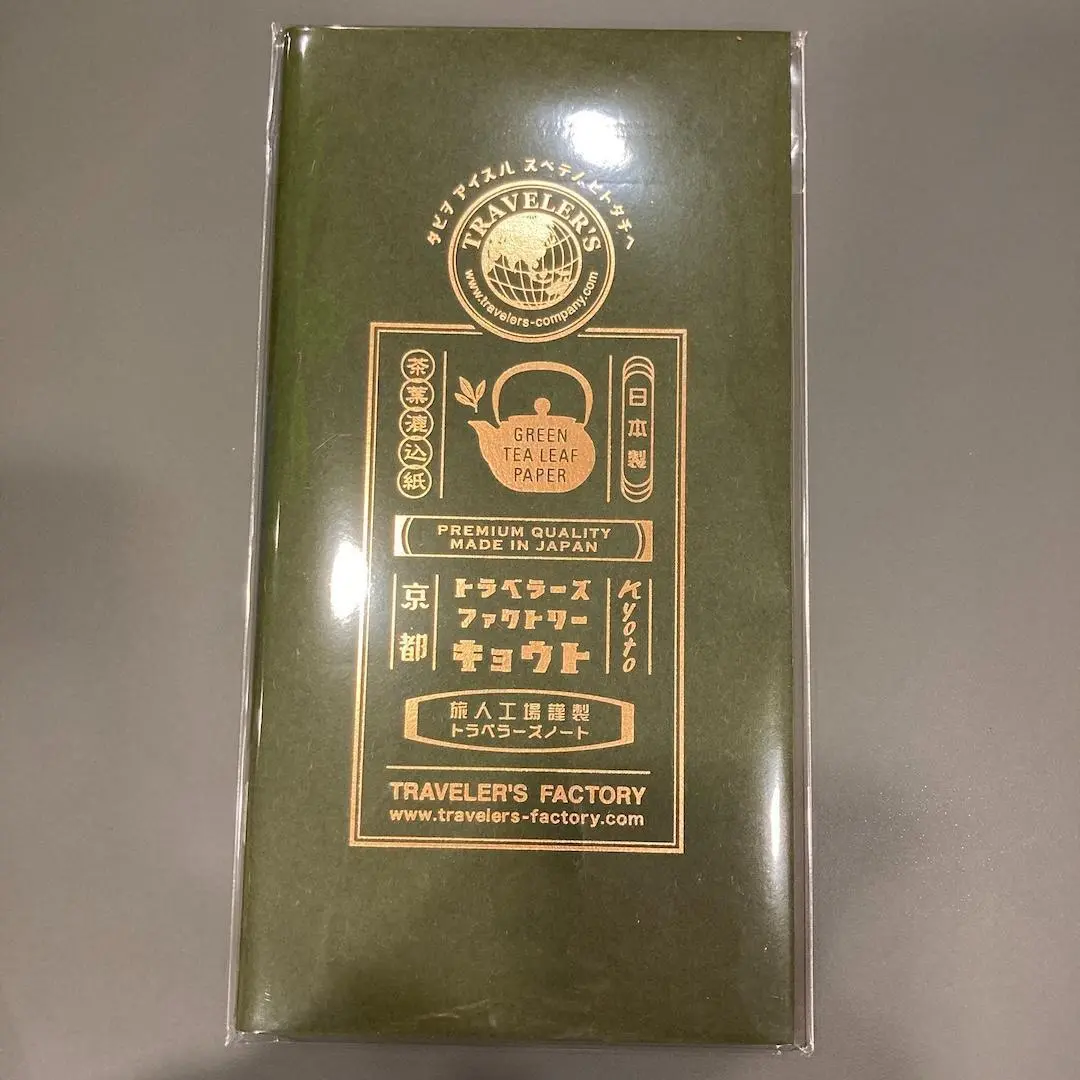 タビヲ アイスル スベテノ ヒトタチヘ
TRAVELER'S
www.travelers-company.com
茶葉漉込紙
GREEN
TEA LEAF
PAPER
日本製
PREMIUM QUALITY
MADE IN JAPAN
京都
トラベラーズ
ファクトリー
キョウト
Kyoto
旅人工場謹製
トラベラーズノート
TRAVELER'S FACTORY
www.travelers-factory.com